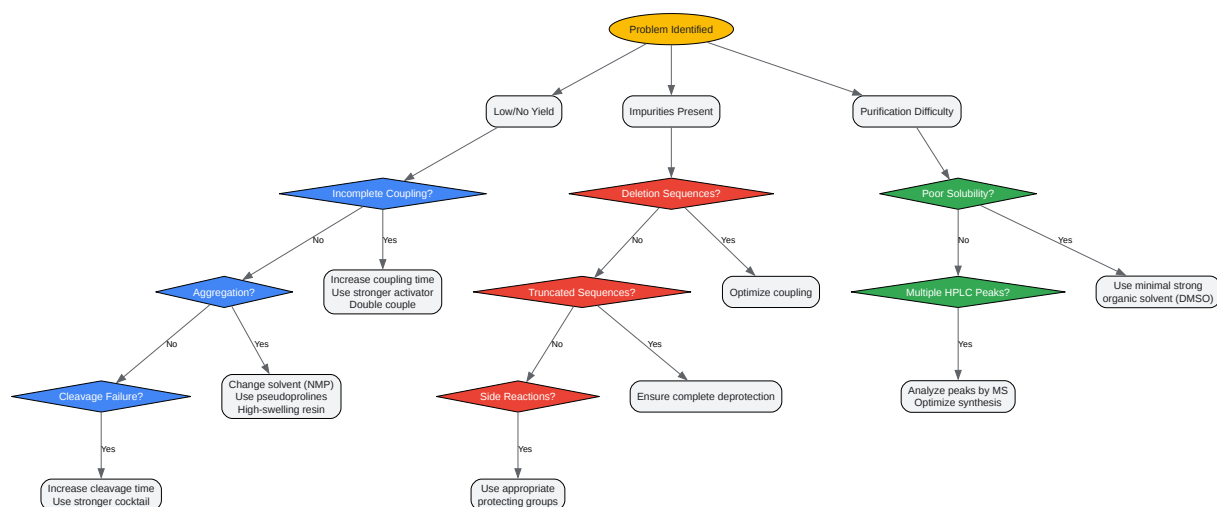 Problem Identified
Low/No Yield
Impurities Present
Purification Difficulty
Incomplete Coupling?
Deletion Sequences?
Poor Solubility?
No
Yes
No
Yes
No
Yes
Aggregation?
Increase coupling time
Use stronger activator
Double couple
Truncated Sequences?
Optimize coupling
Multiple HPLC Peaks?
Use minimal strong
organic solvent (DMSO)
No
Yes
No
Yes
Yes
Cleavage Failure?
Change solvent (NMP)
Use pseudoprolines
High-swelling resin
Side Reactions?
Ensure complete deprotection
Analyze peaks by MS
Optimize synthesis
Yes
Yes
Increase cleavage time
Use stronger cocktail
Use appropriate
protecting groups